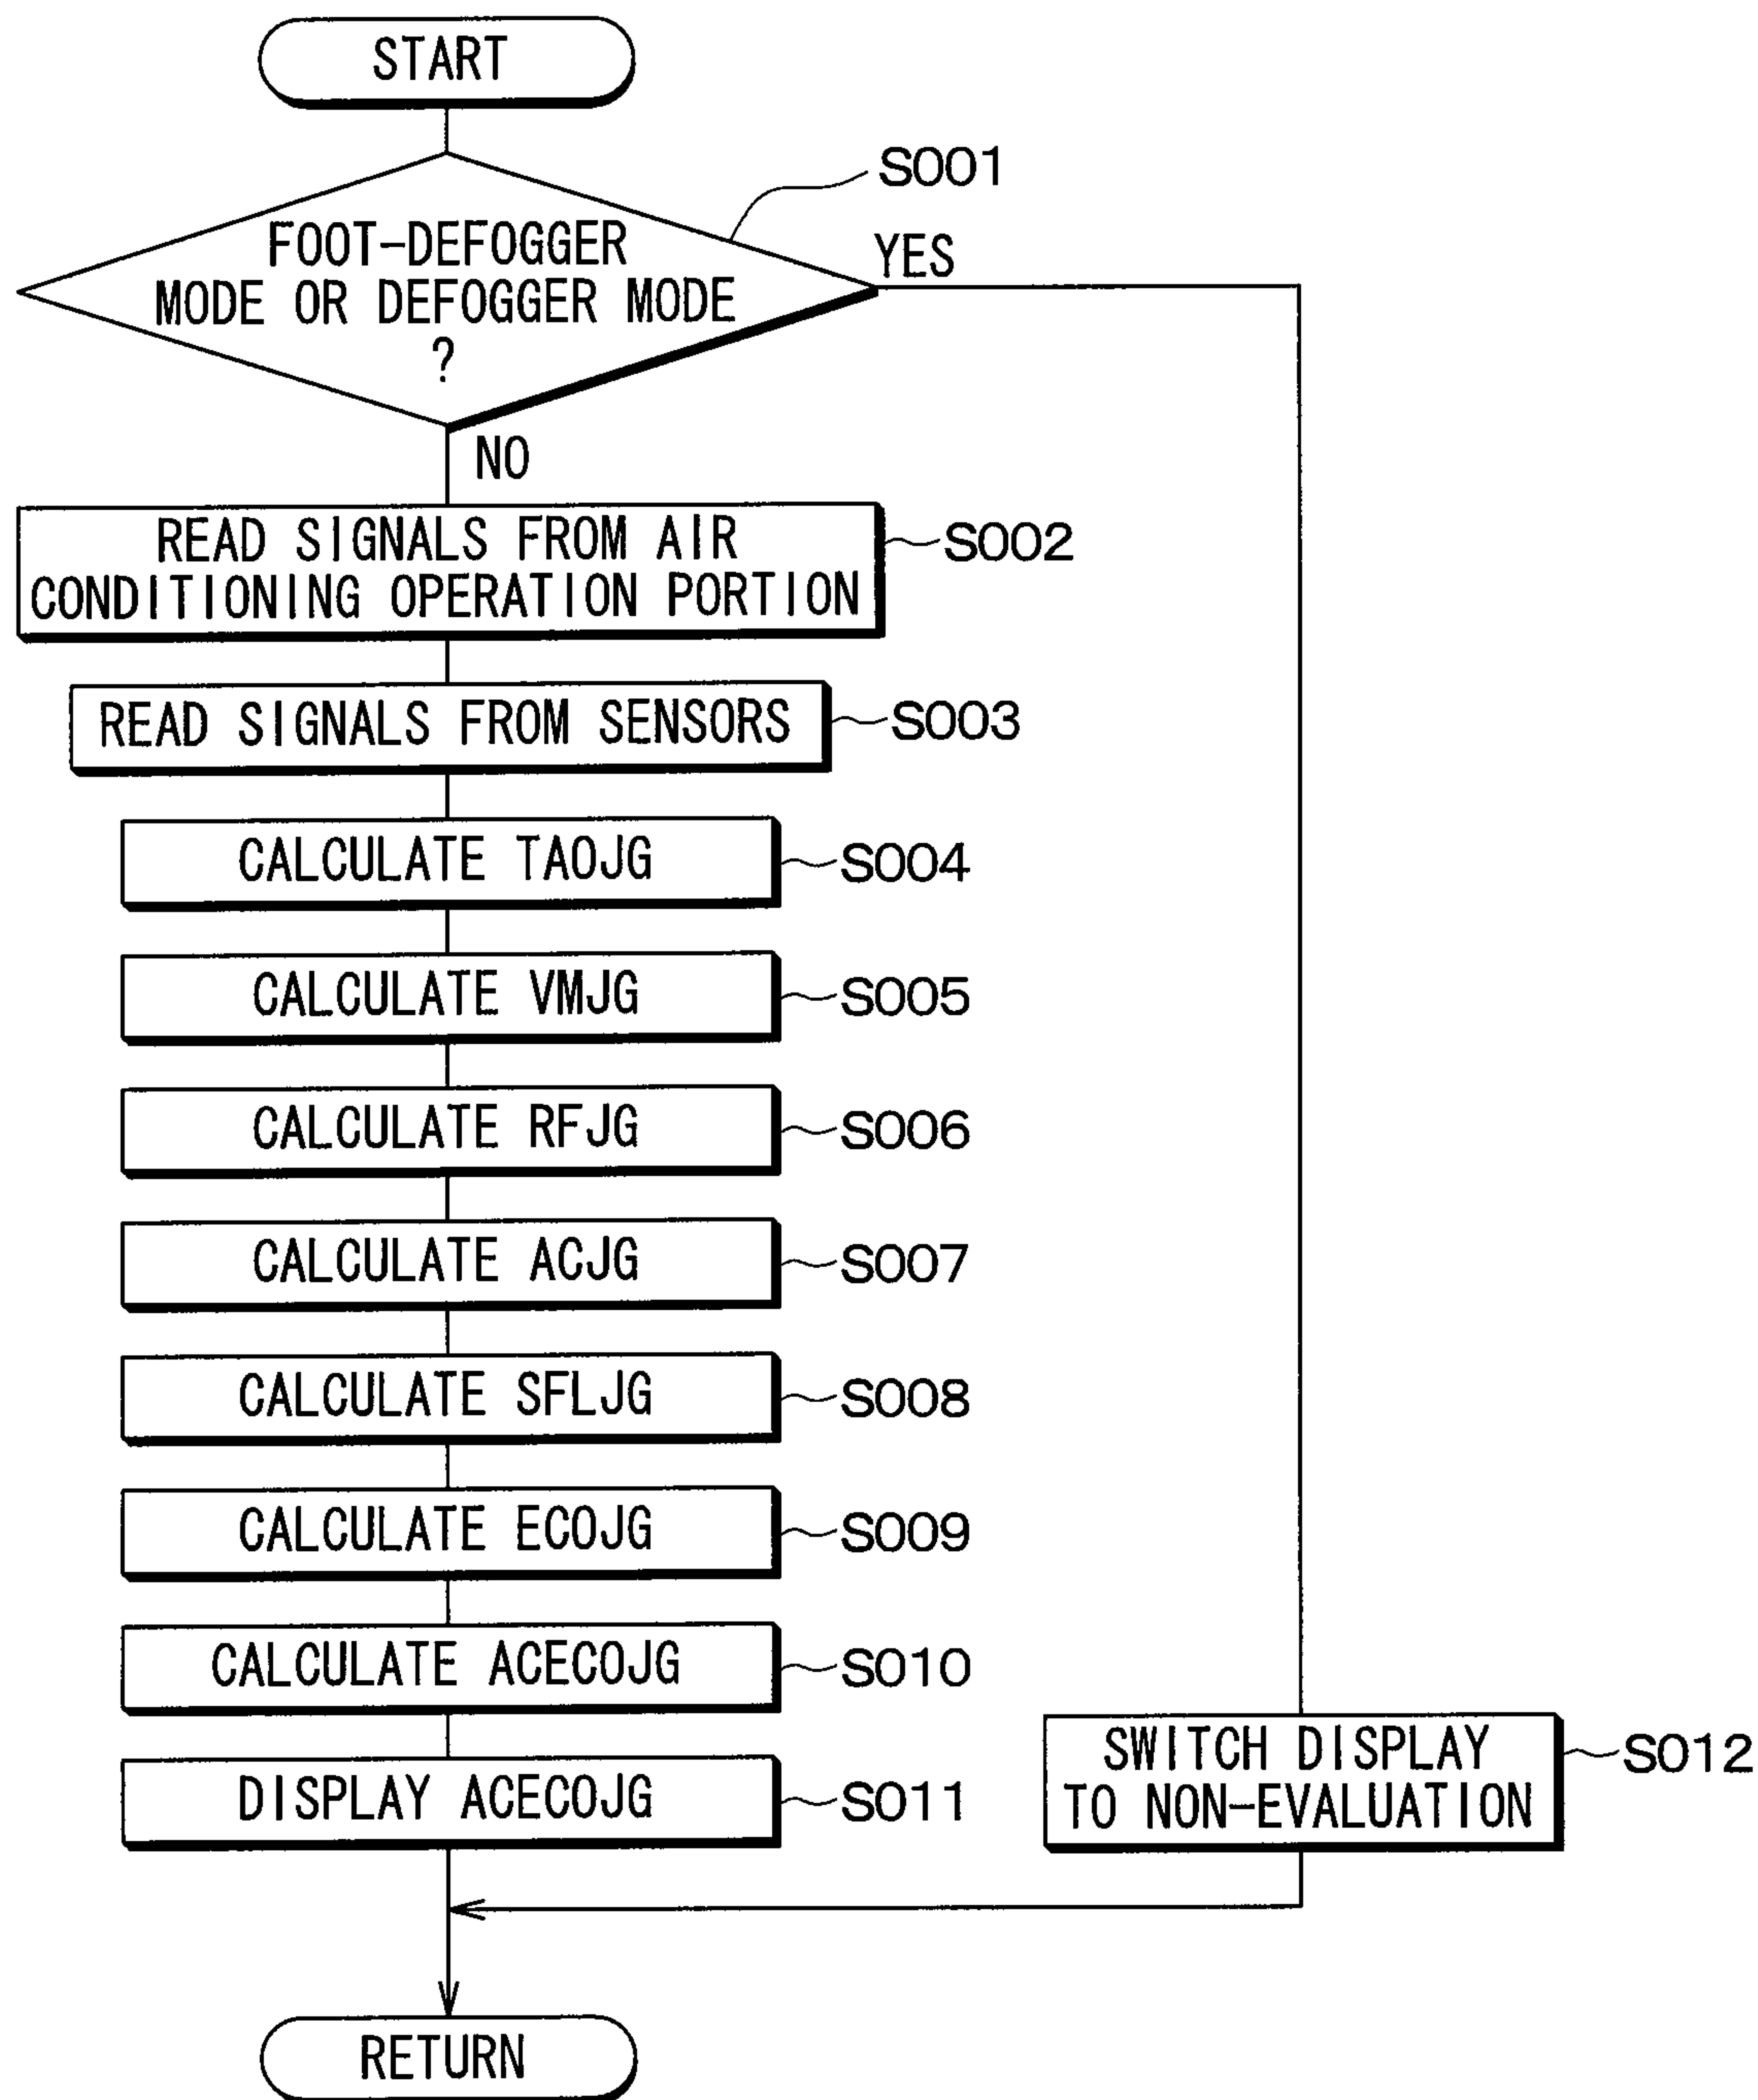 START
S001
FOOT-DEFOGGER
MODE OR DEFOGGER MODE
?
YES
NO
READ SIGNALS FROM AIR
CONDITIONING OPERATION PORTION
S002
READ SIGNALS FROM SENSORS
S003
CALCULATE TAOJG
S004
CALCULATE VMJG
S005
CALCULATE RFJG
S006
CALCULATE ACJG
S007
CALCULATE SFLJG
S008
CALCULATE ECOJG
S009
CALCULATE ACECOJG
S010
DISPLAY ACECOJG
S011
SWITCH DISPLAY
TO NON-EVALUATION
S012
RETURN